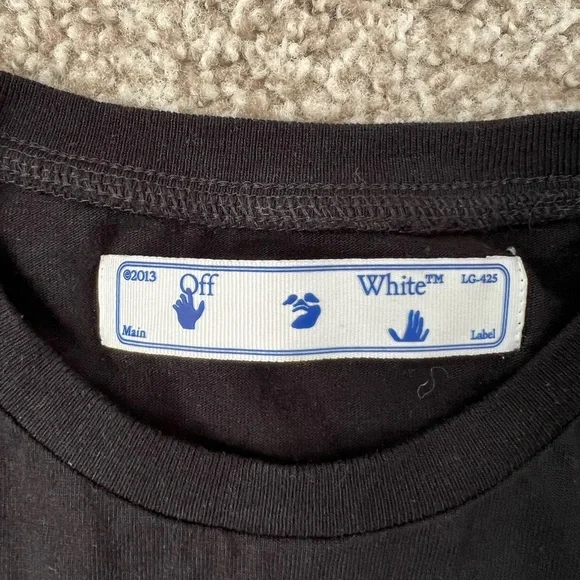 ©2013 Off White™ LG-425
Main Label